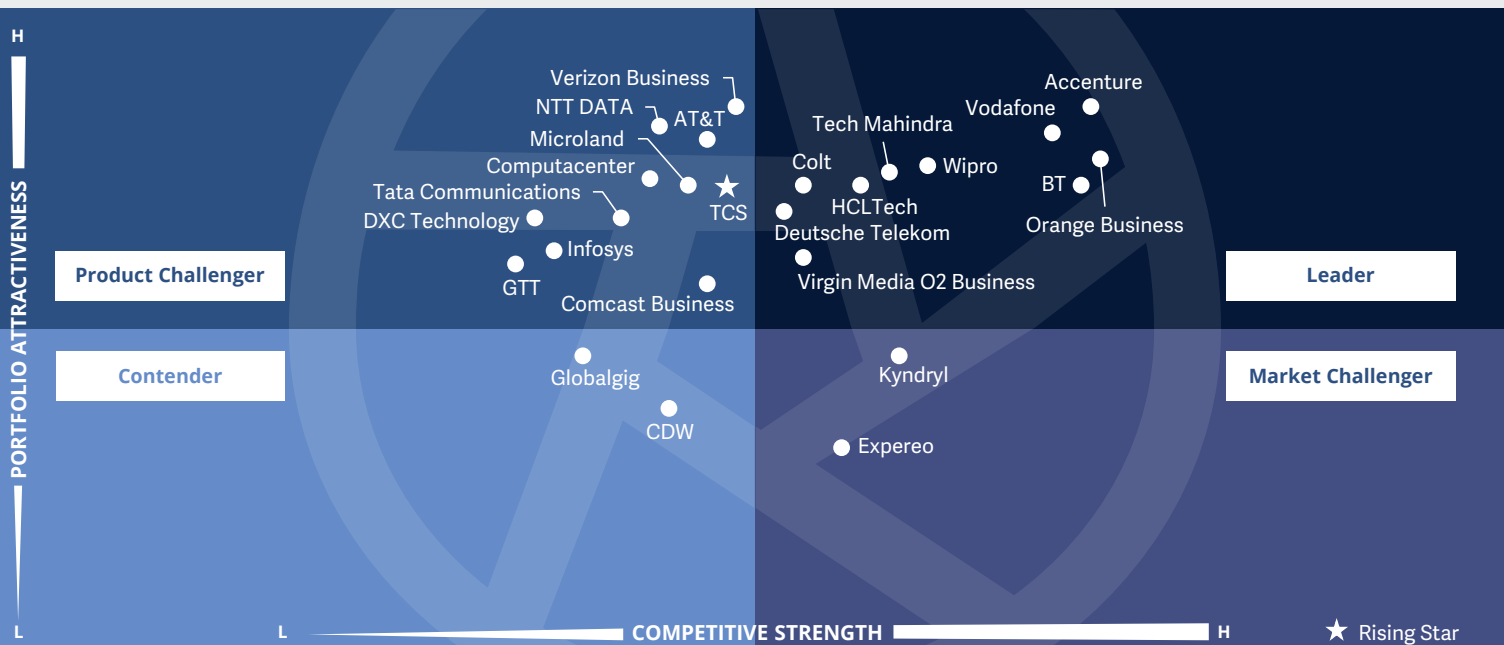 H
Verizon Business
Accenture
NTT DATA
Vodafone
AT&T
Tech Mahindra
Microland
Colt
Computacenter
Wipro
BT
Tata Communications
TCS
HCLTech
DXC Technology
Orange Business
Deutsche Telekom
Infosys
Product Challenger
Leader
GTT
Virgin Media O2 Business
Comcast Business
PORTFOLIO ATTRACTIVENESS
Contender
Globalgig
Kyndryl
Market Challenger
CDW
Expereo
L
L
COMPETITIVE STRENGTH
H
Rising Star